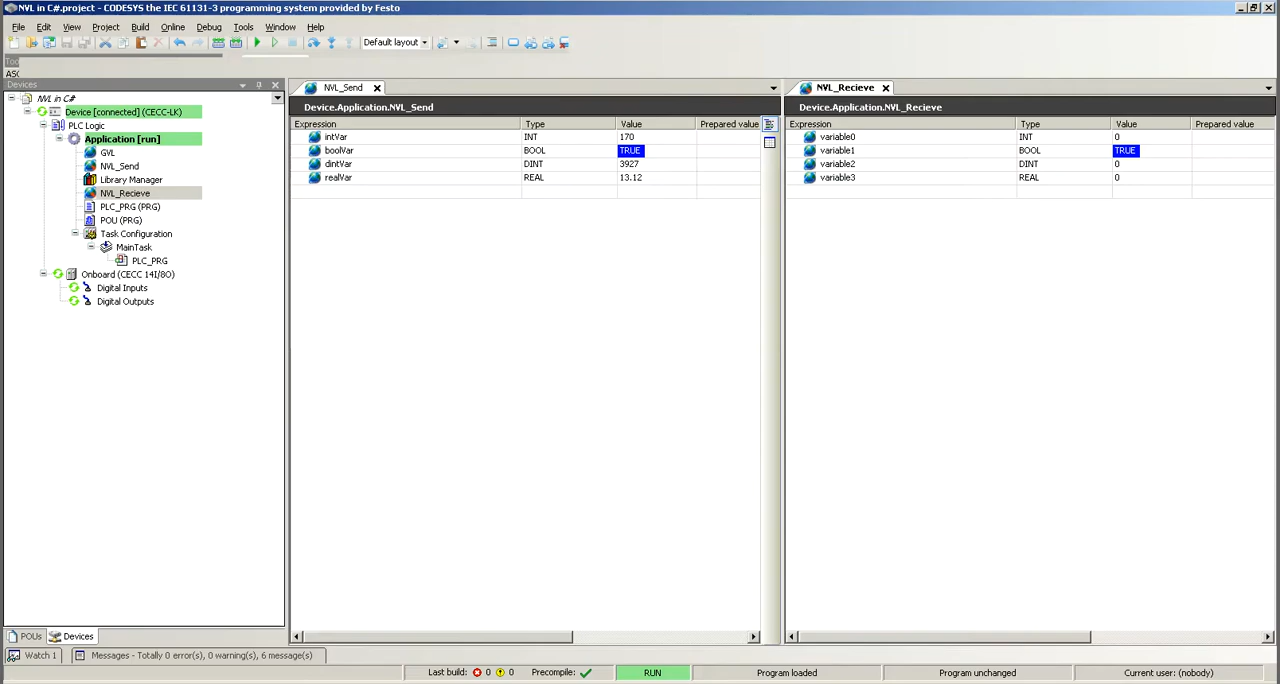 NVL in C#.project - CODESYS the IEC 61131-3 programming system provided by Festo
File Edit View Project Build Online Debug Tools Window Help
Default layout
Devices
NVL in C#
Device [connected] (CECC-LK)
PLC Logic
Application [run]
GVL
NVL_Send
Library Manager
NVL_Recieve
PLC_PRG (PRG)
POU (PRG)
Task Configuration
MainTask
PLC_PRG
Onboard (CECC 14I/8O)
Digital Inputs
Digital Outputs
POUs Devices
NVL_Send
Device.Application.NVL_Send
Expression Type Value Prepared value
intVar INT 170
boolVar BOOL TRUE
dintVar DINT 3927
realVar REAL 13.12
NVL_Recieve
Device.Application.NVL_Recieve
Expression Type Value Prepared value
variable0 INT 0
variable1 BOOL TRUE
variable2 DINT 0
variable3 REAL 0
Watch 1 Messages - Totally 0 error(s), 0 warning(s), 6 message(s)
Last build: 0 0 Precompile: RUN Program loaded Program unchanged Current user: (nobody)